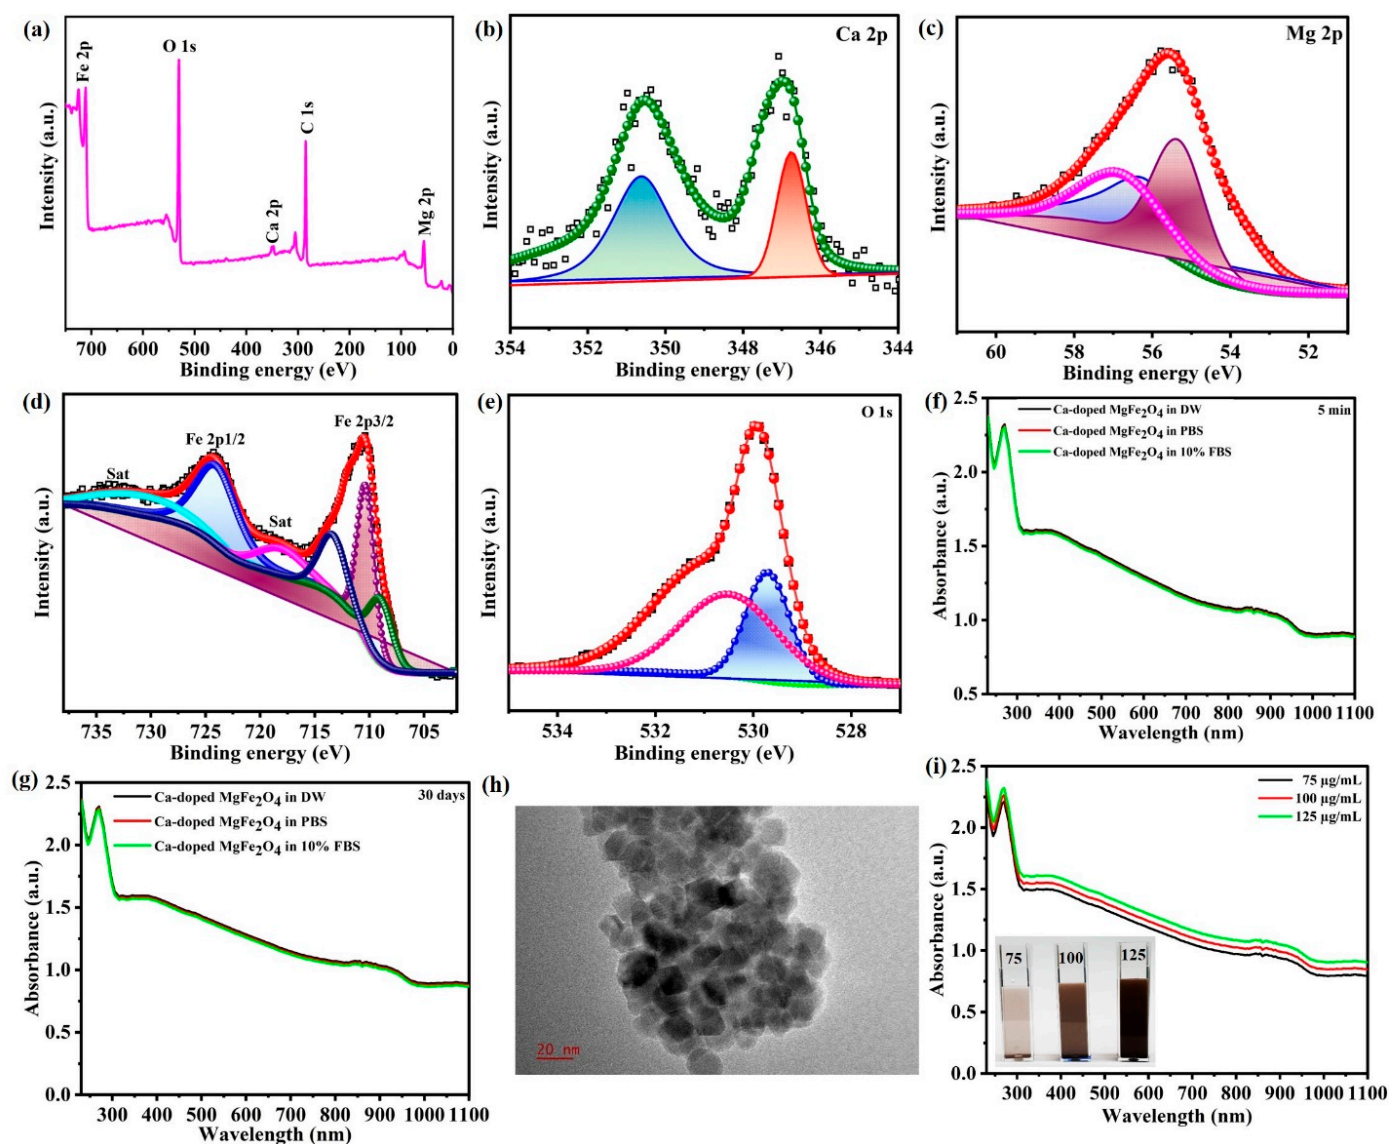 (a)
Fe 2p
O 1s
Ca 2p
C 1s
Mg 2p
Intensity (a.u.)
700 600 500 400 300 200 100 0
Binding energy (eV)
(b)
Ca 2p
Intensity (a.u.)
354 352 350 348 346 344
Binding energy (eV)
(c)
Mg 2p
Intensity (a.u.)
60 58 56 54 52
Binding energy (eV)
(d)
Fe 2p3/2
Fe 2p1/2
Sat
Sat
Intensity (a.u.)
735 730 725 720 715 710 705
Binding energy (eV)
(e)
O 1s
Intensity (a.u.)
534 532 530 528
Binding energy (eV)
(f)
5 min
Ca-doped MgFe2O4 in DW
Ca-doped MgFe2O4 in PBS
Ca-doped MgFe2O4 in 10% FBS
Absorbance (a.u.)
2.5
2.0
1.5
1.0
0.5
300 400 500 600 700 800 900 1000 1100
Wavelength (nm)
(g)
30 days
Ca-doped MgFe2O4 in DW
Ca-doped MgFe2O4 in PBS
Ca-doped MgFe2O4 in 10% FBS
Absorbance (a.u.)
2.5
2.0
1.5
1.0
0.5
0.0
300 400 500 600 700 800 900 1000 1100
Wavelength (nm)
(h)
20 nm
(i)
75 µg/mL
100 µg/mL
125 µg/mL
Absorbance (a.u.)
2.5
2.0
1.5
1.0
0.5
0.0
75 100 125
300 400 500 600 700 800 900 1000 1100
Wavelength (nm)